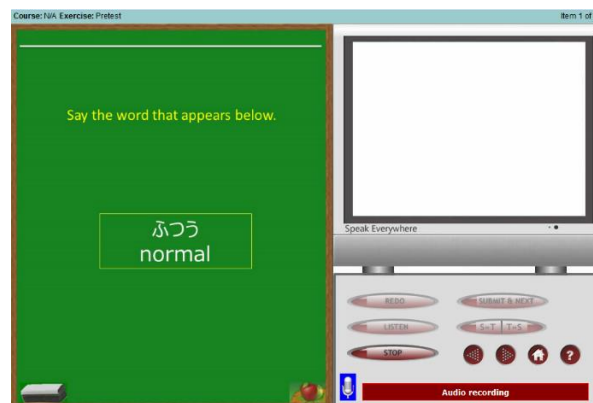 Course: N/A Exercise: Pretest
Item 1 of
Say the word that appears below.
ふつう
normal
Speak Everywhere
REDO
SUBMIT & NEXT
LISTEN
S-T T-S
STOP
?
Audio recording